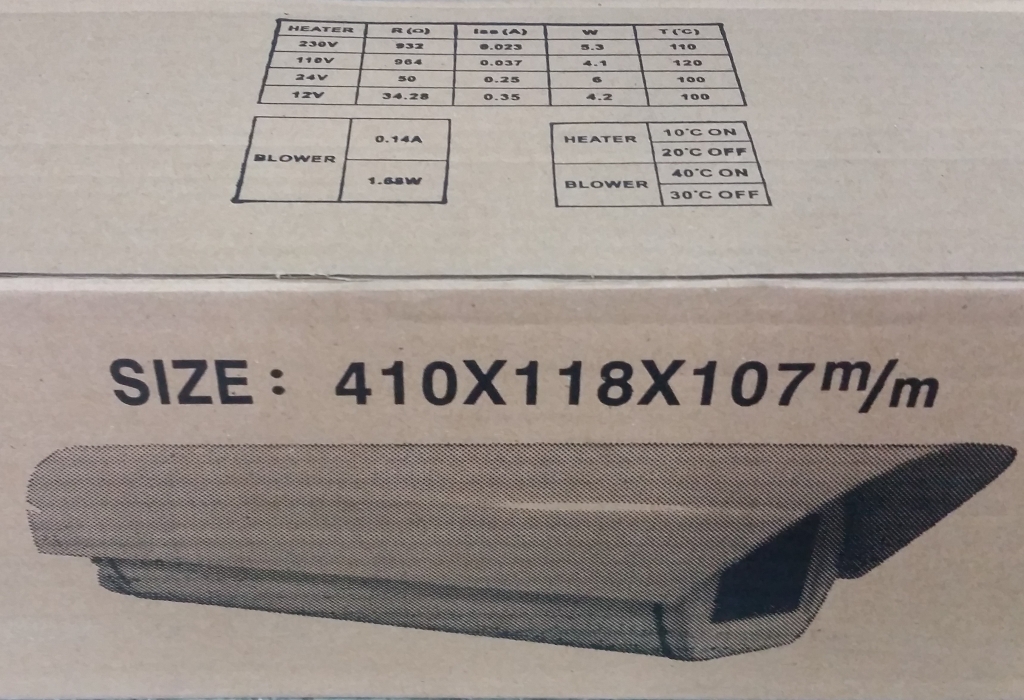 HEATER R (Ω) Iee (A) W T (°C)
230V 932 0.023 5.3 110
110V 964 0.037 4.1 120
24V 50 0.25 6 100
12V 34.28 0.35 4.2 100
BLOWER 0.14A
1.68W
HEATER 10°C ON
20°C OFF
BLOWER 40°C ON
30°C OFF
SIZE: 410X118X107m/m